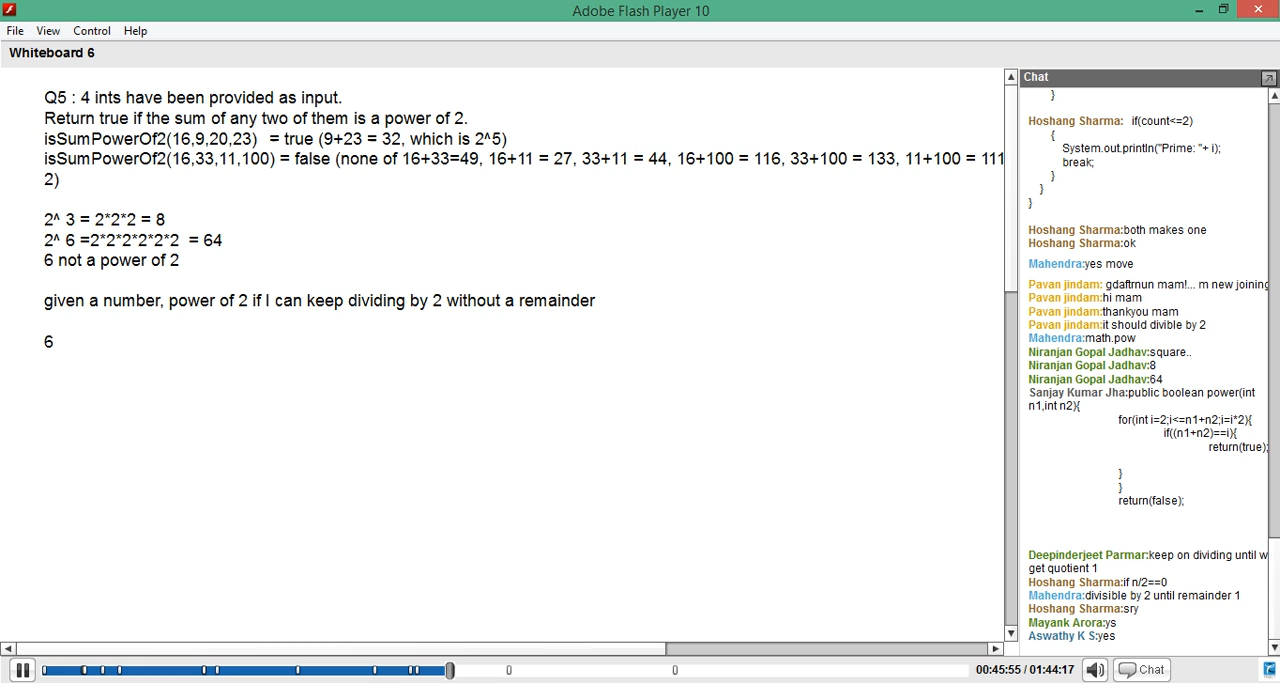 Adobe Flash Player 10
File View Control Help
Whiteboard 6
Q5 : 4 ints have been provided as input.
Return true if the sum of any two of them is a power of 2.
isSumPowerOf2(16,9,20,23) = true (9+23 = 32, which is 2^5)
isSumPowerOf2(16,33,11,100) = false (none of 16+33=49, 16+11 = 27, 33+11 = 44, 16+100 = 116, 33+100 = 133, 11+100 = 111
2)
2^ 3 = 2*2*2 = 8
2^ 6 =2*2*2*2*2*2 = 64
6 not a power of 2
given a number, power of 2 if I can keep dividing by 2 without a remainder
6
Chat
}
Hoshang Sharma: if(count<=2)
{
System.out.println("Prime: "+ i);
break;
}
}
}
Hoshang Sharma:both makes one
Hoshang Sharma:ok
Mahendra:yes move
Pavan jindam: gdaftrnun mam!... m new joining
Pavan jindam:hi mam
Pavan jindam:thankyou mam
Pavan jindam:it should divible by 2
Mahendra:math.pow
Niranjan Gopal Jadhav:square..
Niranjan Gopal Jadhav:8
Niranjan Gopal Jadhav:64
Sanjay Kumar Jha:public boolean power(int
n1,int n2){
for(int i=2;i<=n1+n2;i=i*2){
if((n1+n2)==i){
return(true);
}
}
return(false);
Deepinderjeet Parmar:keep on dividing until w
get quotient 1
Hoshang Sharma:if n/2==0
Mahendra:divisible by 2 until remainder 1
Hoshang Sharma:sry
Mayank Arora:ys
Aswathy K S:yes
00:45:55 / 01:44:17
Chat